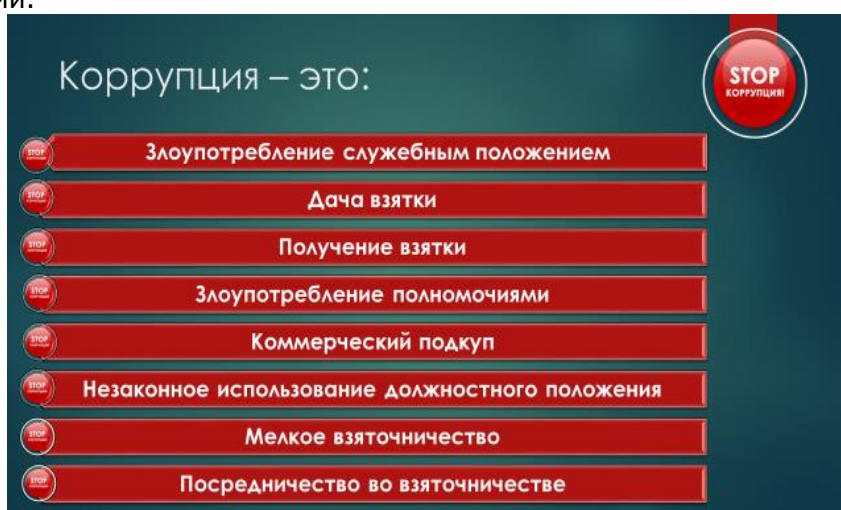 Коррупция – это:
STOP
КОРРУПЦИЯ!
Злоупотребление служебным положением
Дача взятки
Получение взятки
Злоупотребление полномочиями
Коммерческий подкуп
Незаконное использование должностного положения
Мелкое взяточничество
Посредничество во взяточничестве